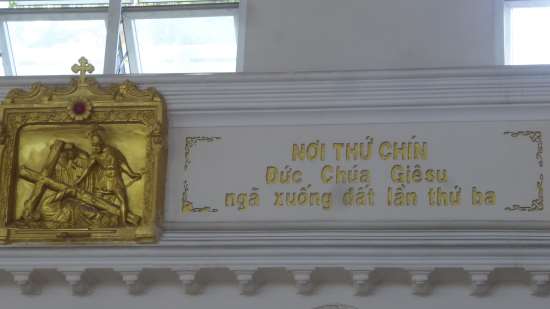 NƠI THỨ CHÍN
Đức Chúa Giêsu
ngã xuống đất lần thứ ba